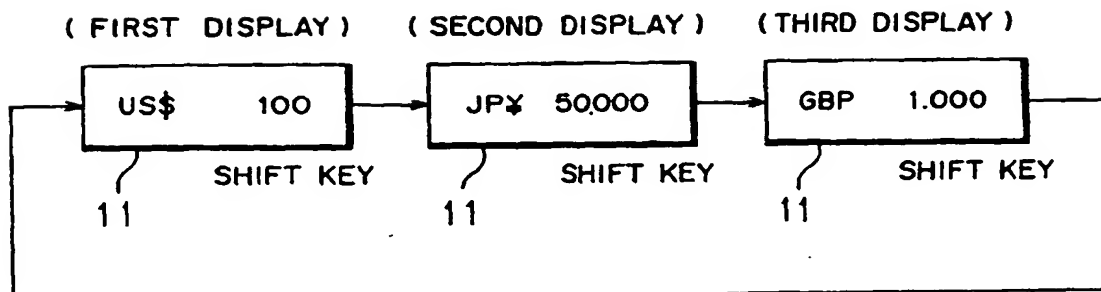 (FIRST DISPLAY) (SECOND DISPLAY) (THIRD DISPLAY)
US$ 100 JP¥ 50,000 GBP 1.000
SHIFT KEY SHIFT KEY SHIFT KEY
11 11 11